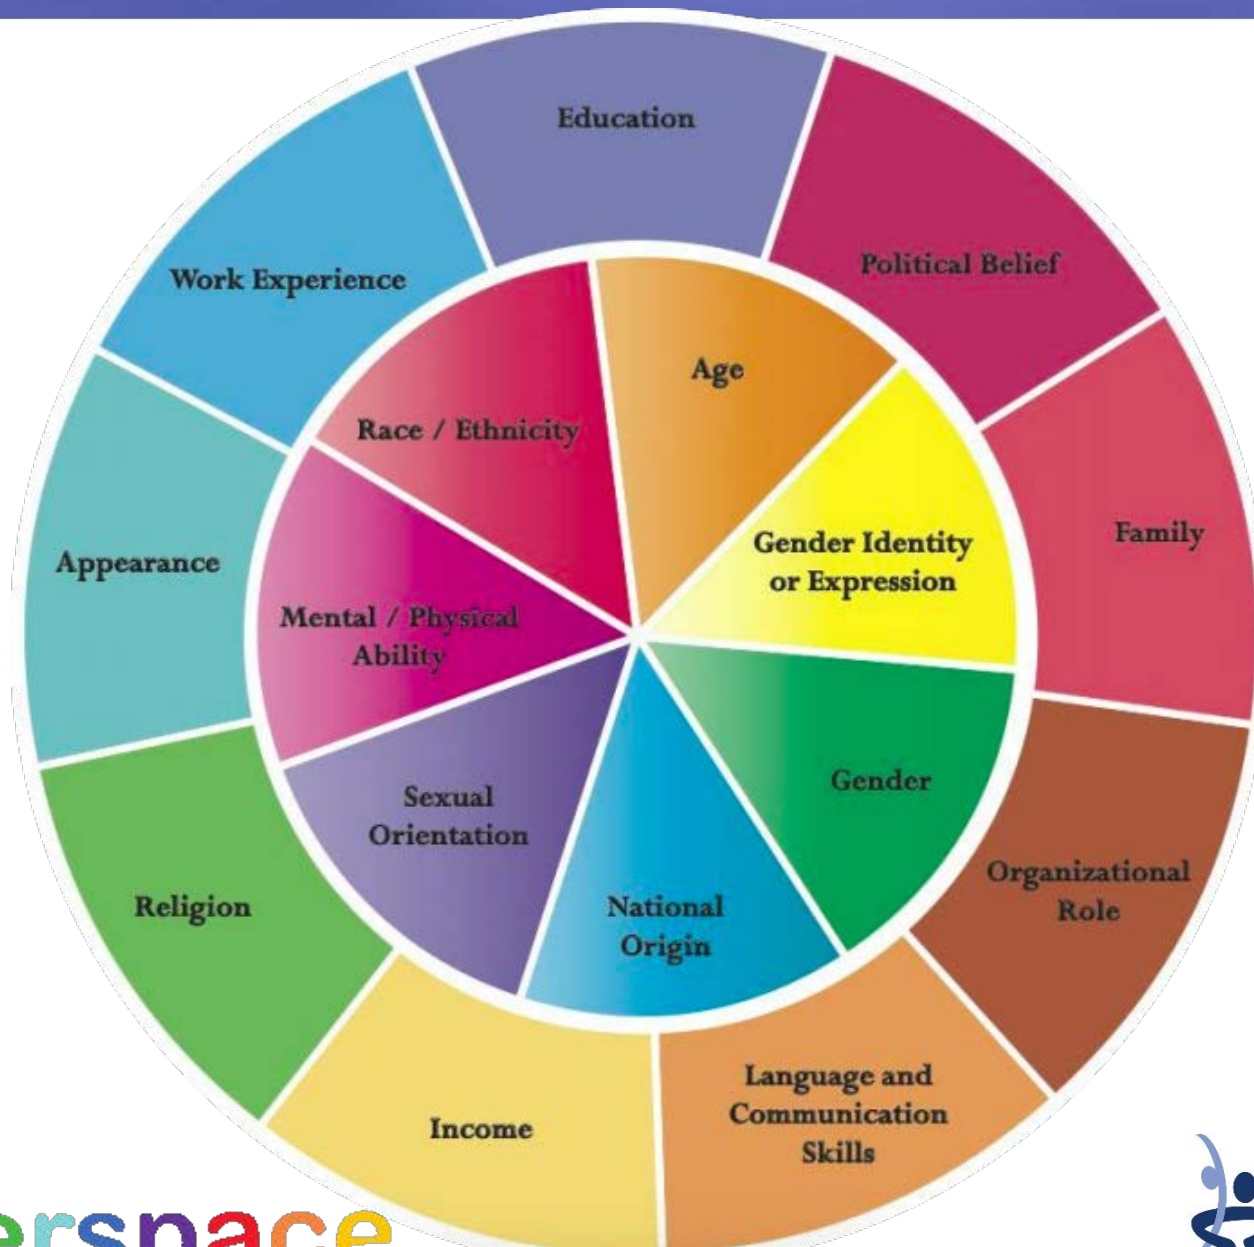 Education
Political Belief
Family
Organizational
Role
Language and
Communication
Skills
Income
Religion
Appearance
Work Experience
Age
Gender Identity
or Expression
Gender
National
Origin
Sexual
Orientation
Mental / Physical
Ability
Race / Ethnicity
erspace